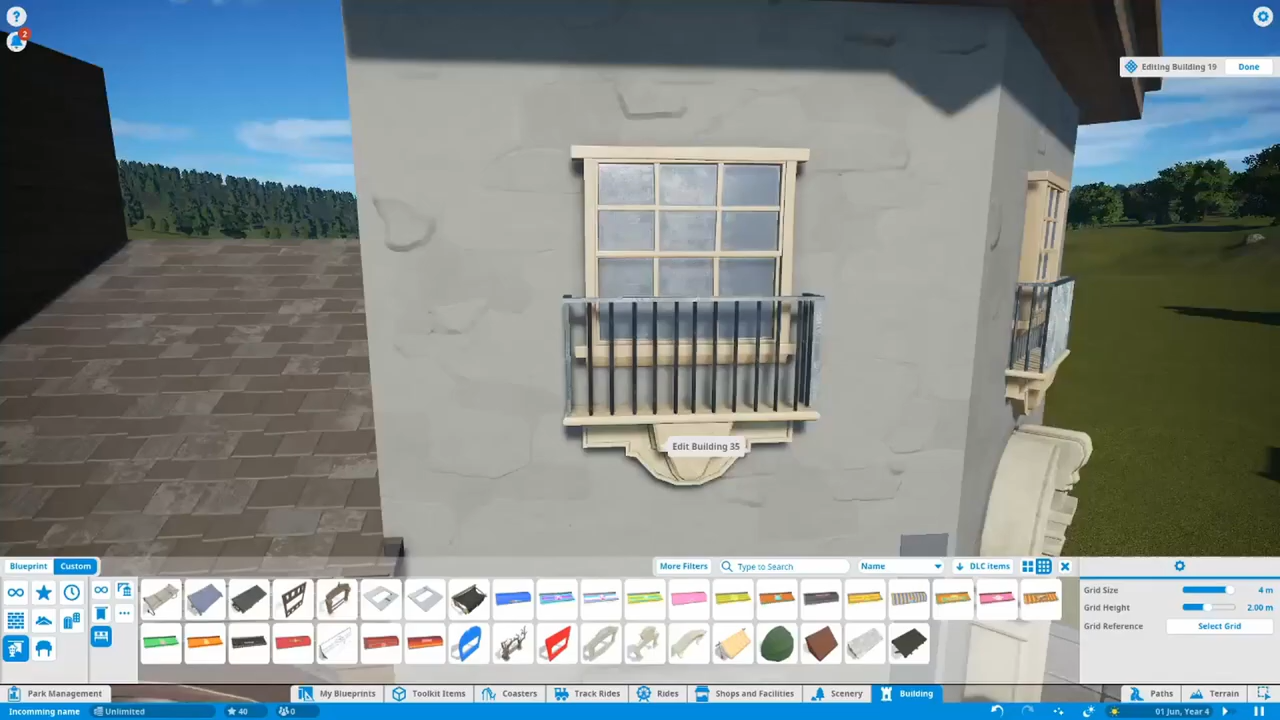 ?
2
Editing Building 19 Done
Edit Building 35
Blueprint Custom More Filters Type to Search Name DLC items
Grid Size 4 m
Grid Height 2.00 m
Grid Reference Select Grid
Park Management My Blueprints Toolkit Items Coasters Track Rides Rides Shops and Facilities Scenery Building Paths Terrain
Incoming name Unlimited 40 0 01 Jun, Year 4